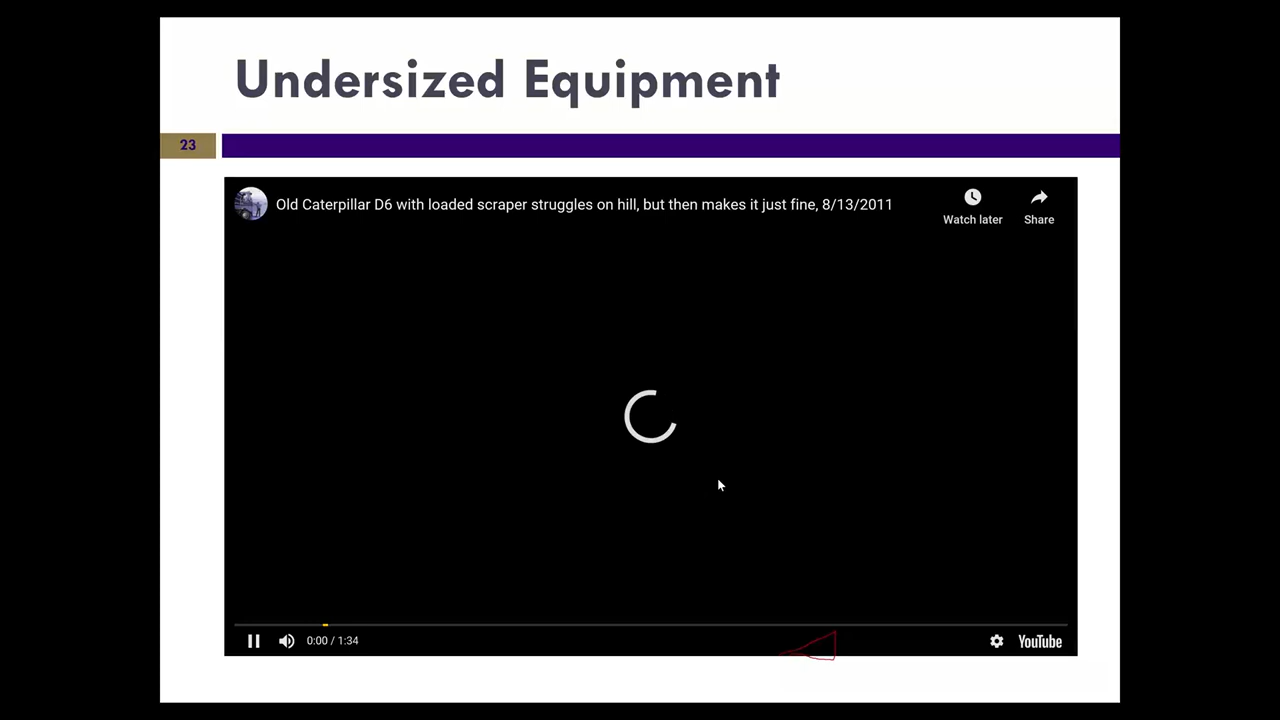 Undersized Equipment
23
Old Caterpillar D6 with loaded scraper struggles on hill, but then makes it just fine, 8/13/2011
Watch later
Share
0:00 / 1:34
YouTube